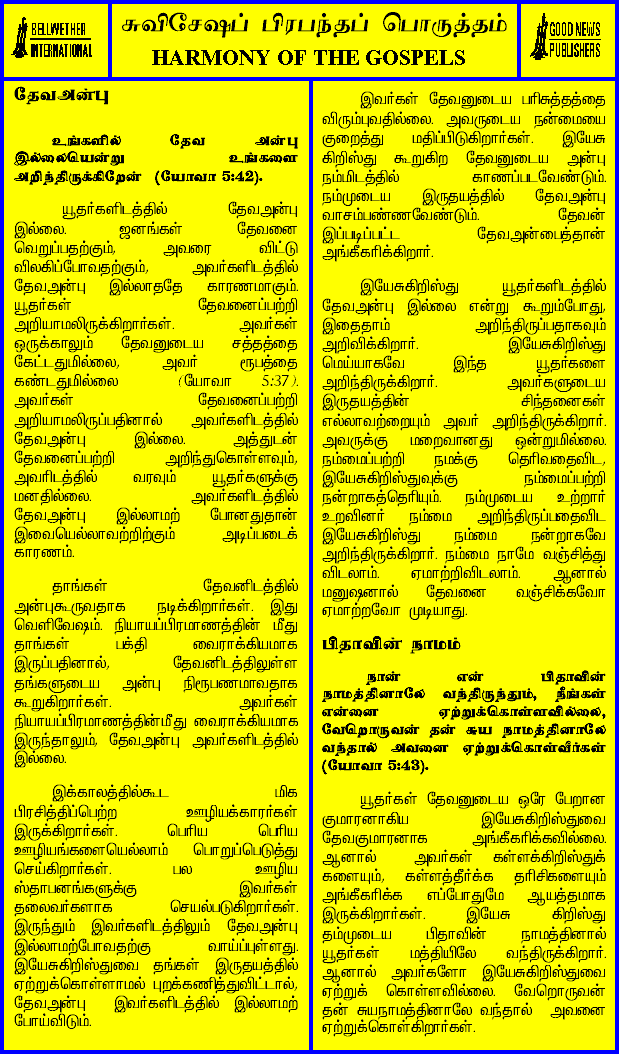 BELLWETHER
INTERNATIONAL
சுவிசேஷப் பிரபந்தப் பொருத்தம்
HARMONY OF THE GOSPELS
GOOD NEWS
PUBLISHERS
தேவஅன்பு
உங்களில் தேவ அன்பு
இல்லையென்று உங்களை
அறிந்திருக்கிறேன் (யோவா 5:42).
யூதர்களிடத்தில் தேவஅன்பு
இல்லை. ஜனங்கள் தேவனை
வெறுப்பதற்கும், அவரை விட்டு
விலகிப்போவதற்கும், அவர்களிடத்தில்
தேவஅன்பு இல்லாததே காரணமாகும்.
யூதர்கள் தேவனைப்பற்றி
அறியாமலிருக்கிறார்கள். அவர்கள்
ஒருக்காலும் தேவனுடைய சத்தத்தை
கேட்டதுமில்லை, அவர் ரூபத்தை
கண்டதுமில்லை (யோவா 5:37).
அவர்கள் தேவனைப்பற்றி
அறியாமலிருப்பதினால் அவர்களிடத்தில்
தேவஅன்பு இல்லை. அத்துடன்
தேவனைப்பற்றி அறிந்துகொள்ளவும்,
அவரிடத்தில் வரவும் யூதர்களுக்கு
மனதில்லை. அவர்களிடத்தில்
தேவஅன்பு இல்லாமற் போனதுதான்
இவையெல்லாவற்றிற்கும் அடிப்படைக்
காரணம்.
தாங்கள் தேவனிடத்தில்
அன்புகூருவதாக நடிக்கிறார்கள். இது
வெளிவேஷம். நியாயப்பிரமாணத்தின் மீது
தாங்கள் பக்தி வைராக்கியமாக
இருப்பதினால், தேவனிடத்திலுள்ள
தங்களுடைய அன்பு நிரூபணமாவதாக
கூறுகிறார்கள். அவர்கள்
நியாயப்பிரமாணத்தின்மீது வைராக்கியமாக
இருந்தாலும், தேவஅன்பு அவர்களிடத்தில்
இல்லை.
இக்காலத்தில்கூட மிக
பிரசித்திப்பெற்ற ஊழியக்காரர்கள்
இருக்கிறார்கள். பெரிய பெரிய
ஊழியங்களையெல்லாம் பொறுப்பெடுத்து
செய்கிறார்கள். பல ஊழிய
ஸ்தாபனங்களுக்கு இவர்கள்
தலைவர்களாக செயல்படுகிறார்கள்.
இருந்தும் இவர்களிடத்திலும் தேவஅன்பு
இல்லாமற்போவதற்கு வாய்ப்புள்ளது.
இயேசுகிறிஸ்துவை தங்கள் இருதயத்தில்
ஏற்றுக்கொள்ளாமல் புறக்கணித்துவிட்டால்,
தேவஅன்பு இவர்களிடத்தில் இல்லாமற்
போய்விடும்.
இவர்கள் தேவனுடைய பரிசுத்தத்தை
விரும்புவதில்லை. அவருடைய நன்மையை
குறைத்து மதிப்பிடுகிறார்கள். இயேசு
கிறிஸ்து கூறுகிற தேவனுடைய அன்பு
நம்மிடத்தில் காணப்படவேண்டும்.
நம்முடைய இருதயத்தில் தேவஅன்பு
வாசம்பண்ணவேண்டும். தேவன்
இப்படிப்பட்ட தேவஅன்பைத்தான்
அங்கீகரிக்கிறார்.
இயேசுகிறிஸ்து யூதர்களிடத்தில்
தேவஅன்பு இல்லை என்று கூறும்போது,
இதைதாம் அறிந்திருப்பதாகவும்
அறிவிக்கிறார். இயேசுகிறிஸ்து
மெய்யாகவே இந்த யூதர்களை
அறிந்திருக்கிறார். அவர்களுடைய
இருதயத்தின் சிந்தனைகள்
எல்லாவற்றையும் அவர் அறிந்திருக்கிறார்.
அவருக்கு மறைவானது ஒன்றுமில்லை.
நம்மைப்பற்றி நமக்கு தெரிவதைவிட,
இயேசுகிறிஸ்துவுக்கு நம்மைப்பற்றி
நன்றாகத்தெரியும். நம்முடைய உற்றார்
உறவினர் நம்மை அறிந்திருப்பதைவிட
இயேசுகிறிஸ்து நம்மை நன்றாகவே
அறிந்திருக்கிறார். நம்மை நாமே வஞ்சித்து
விடலாம். ஏமாற்றிவிடலாம். ஆனால்
மனுஷனால் தேவனை வஞ்சிக்கவோ
ஏமாற்றவோ முடியாது.
பிதாவின் நாமம்
நான் என் பிதாவின்
நாமத்தினாலே வந்திருந்தும், நீங்கள்
என்னை ஏற்றுக்கொள்ளவில்லை,
வேறொருவன் தன் சுய நாமத்தினாலே
வந்தால் அவனை ஏற்றுக்கொள்வீர்கள்
(யோவா 5:43).
யூதர்கள் தேவனுடைய ஒரே பேறான
குமாரனாகிய இயேசுகிறிஸ்துவை
தேவகுமாரனாக அங்கீகரிக்கவில்லை.
ஆனால் அவர்கள் கள்ளக்கிறிஸ்துக்
களையும், கள்ளத்தீர்க்க தரிசிகளையும்
அங்கீகரிக்க எப்போதுமே ஆயத்தமாக
இருக்கிறார்கள். இயேசு கிறிஸ்து
தம்முடைய பிதாவின் நாமத்தினால்
யூதர்கள் மத்தியிலே வந்திருக்கிறார்.
ஆனால் அவர்களோ இயேசுகிறிஸ்துவை
ஏற்றுக் கொள்ளவில்லை. வேறொருவன்
தன் சுயநாமத்தினாலே வந்தால் அவனை
ஏற்றுக்கொள்கிறார்கள்.